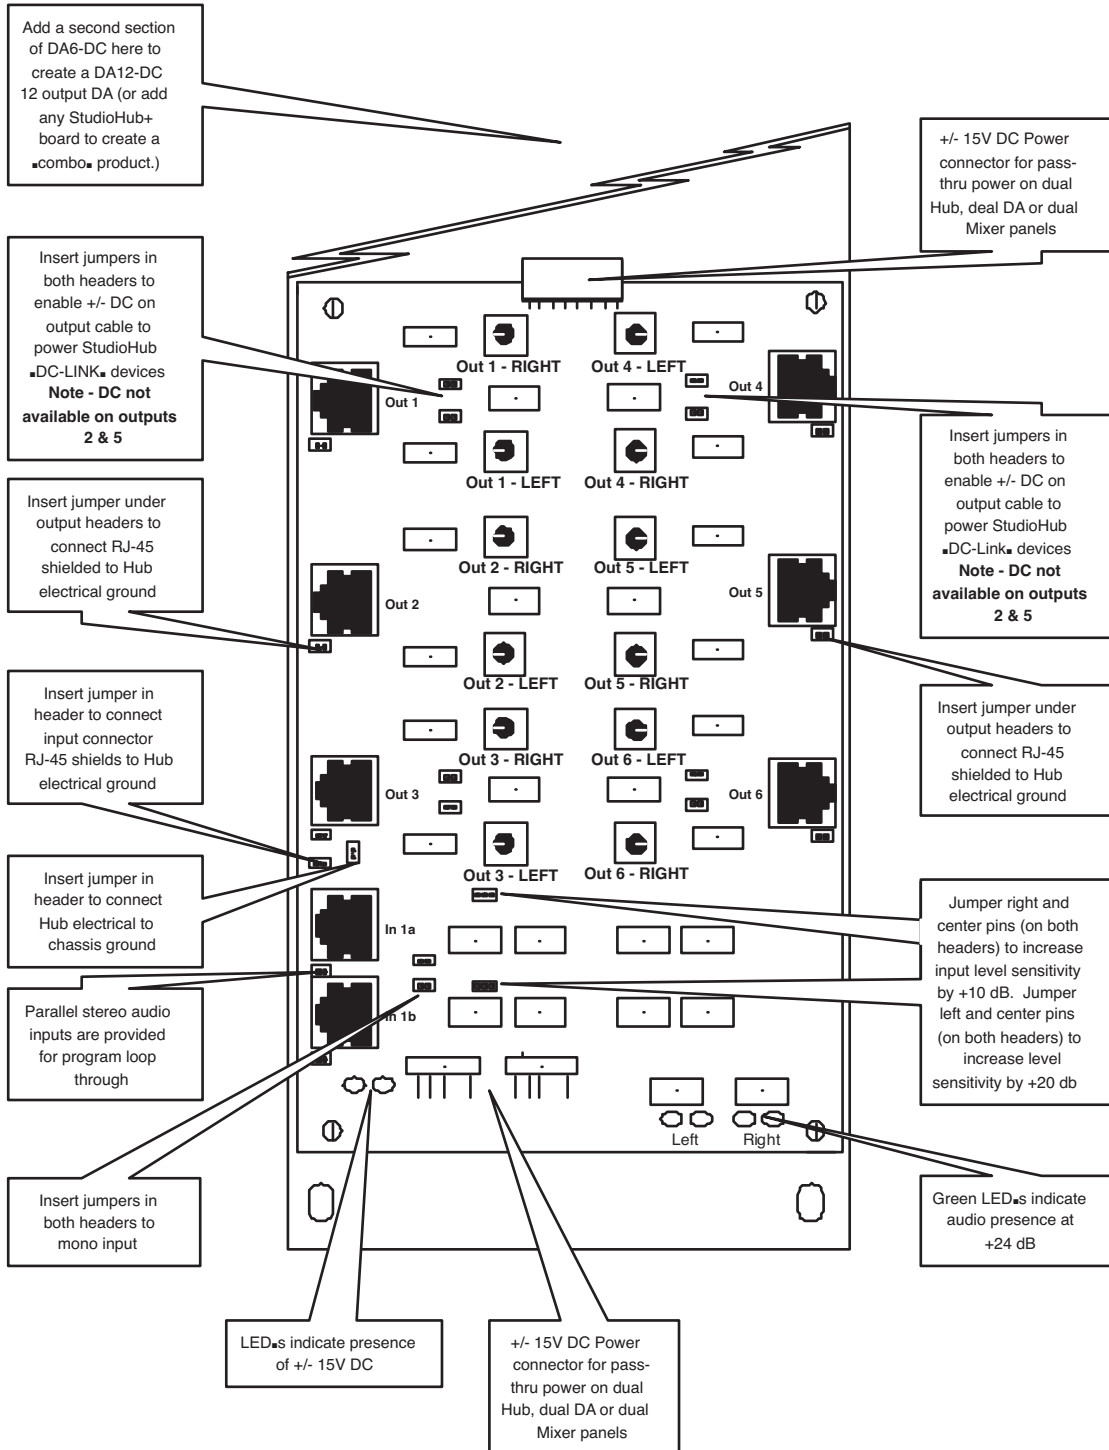 Add a second section
of DA6-DC here to
create a DA12-DC
12 output DA (or add
any StudioHub+
board to create a
▪combo▪ product.)
+/- 15V DC Power
connector for pass-
thru power on dual
Hub, deal DA or dual
Mixer panels
Insert jumpers in
both headers to
enable +/- DC on
output cable to
power StudioHub
▪DC-LINK▪ devices
Note - DC not
available on outputs
2 & 5
Out 1 - RIGHT
Out 4 - LEFT
Out 1
Out 4
Out 1 - LEFT
Out 4 - RIGHT
Insert jumpers in
both headers to
enable +/- DC on
output cable to
power StudioHub
▪DC-Link▪ devices
Note - DC not
available on outputs
2 & 5
Insert jumper under
output headers to
connect RJ-45
shielded to Hub
electrical ground
Out 2 - RIGHT
Out 5 - LEFT
Out 2
Out 5
Out 2 - LEFT
Out 5 - RIGHT
Insert jumper in
header to connect
input connector
RJ-45 shields to Hub
electrical ground
Insert jumper under
output headers to
connect RJ-45
shielded to Hub
electrical ground
Out 3 - RIGHT
Out 6 - LEFT
Out 3
Out 6
Out 3 - LEFT
Out 6 - RIGHT
Insert jumper in
header to connect
Hub electrical to
chassis ground
In 1a
Jumper right and
center pins (on both
headers) to increase
input level sensitivity
by +10 dB. Jumper
left and center pins
(on both headers) to
increase level
sensitivity by +20 db
Parallel stereo audio
inputs are provided
for program loop
through
In 1b
Left
Right
Insert jumpers in
both headers to
mono input
Green LED▪s indicate
audio presence at
+24 dB
LED▪s indicate presence
of +/- 15V DC
+/- 15V DC Power
connector for pass-
thru power on dual
Hub, dual DA or dual
Mixer panels